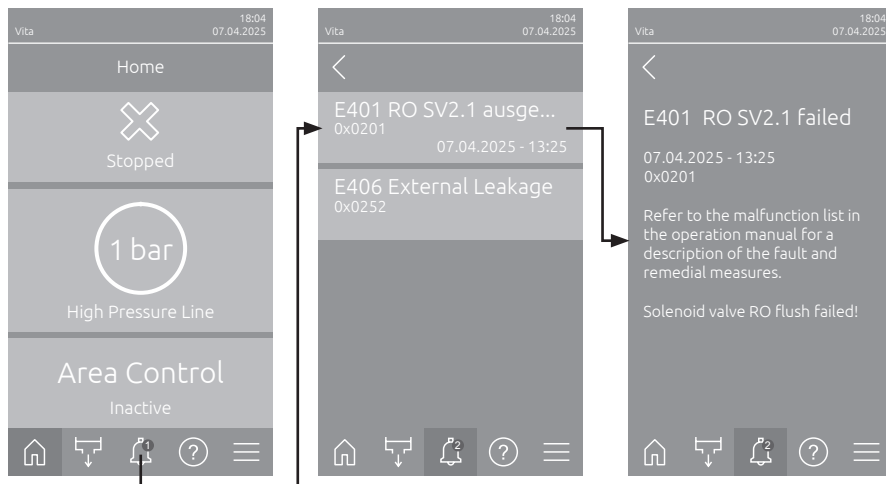 18:04
Vita 07.04.2025
Home
Stopped
1 bar
High Pressure Line
Area Control
Inactive
1
?
18:04
Vita 07.04.2025
E401 RO SV2.1 ausge...
0x0201
07.04.2025 - 13:25
E406 External Leakage
0x0252
2
?
18:04
Vita 07.04.2025
E401 RO SV2.1 failed
07.04.2025 - 13:25
0x0201
Refer to the malfunction list in
the operation manual for a
description of the fault and
remedial measures.
Solenoid valve RO flush failed!
2
?